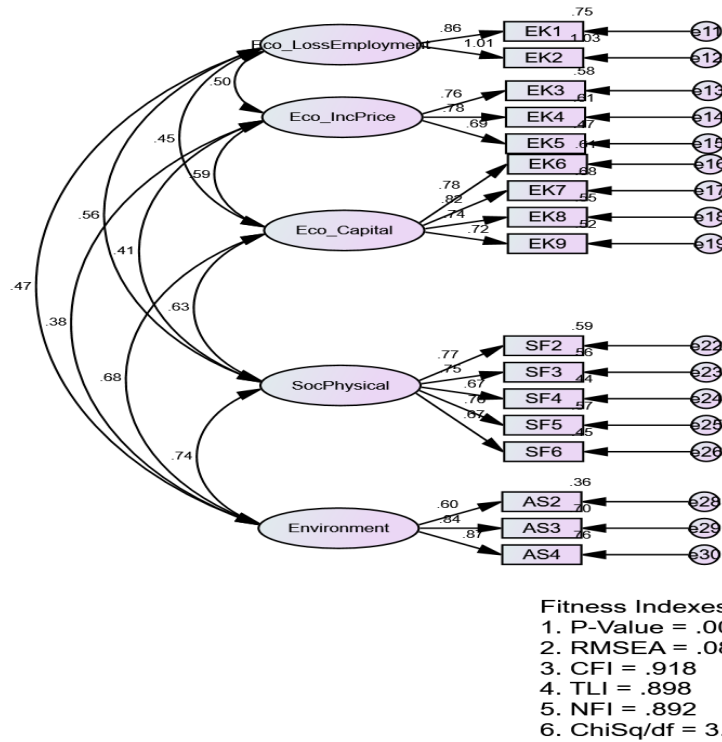 .75
.86
EK1
e11
Eco_LossEmployment
1.01
1.03
EK2
e12
.50
.58
.76
EK3
e13
.61
Eco_IncPrice
.78
EK4
e14
.47
.69
EK5
e15
.45
.59
.61
EK6
e16
.68
.78
EK7
e17
.82
.55
.74
EK8
e18
Eco_Capital
.52
.72
EK9
e19
.56
.41
.47
.38
.63
.59
.77
SF2
e22
.75
.56
SF3
e23
.68
.67
.44
SocPhysical
SF4
e24
.76
.57
SF5
e25
.67
.45
SF6
e26
.74
.36
.60
AS2
e28
.70
Environment
.84
AS3
e29
.76
.87
AS4
e30
Fitness Indexes
1. P-Value = .00
2. RMSEA = .08
3. CFI = .918
4. TLI = .898
5. NFI = .892
6. ChiSq/df = 3.